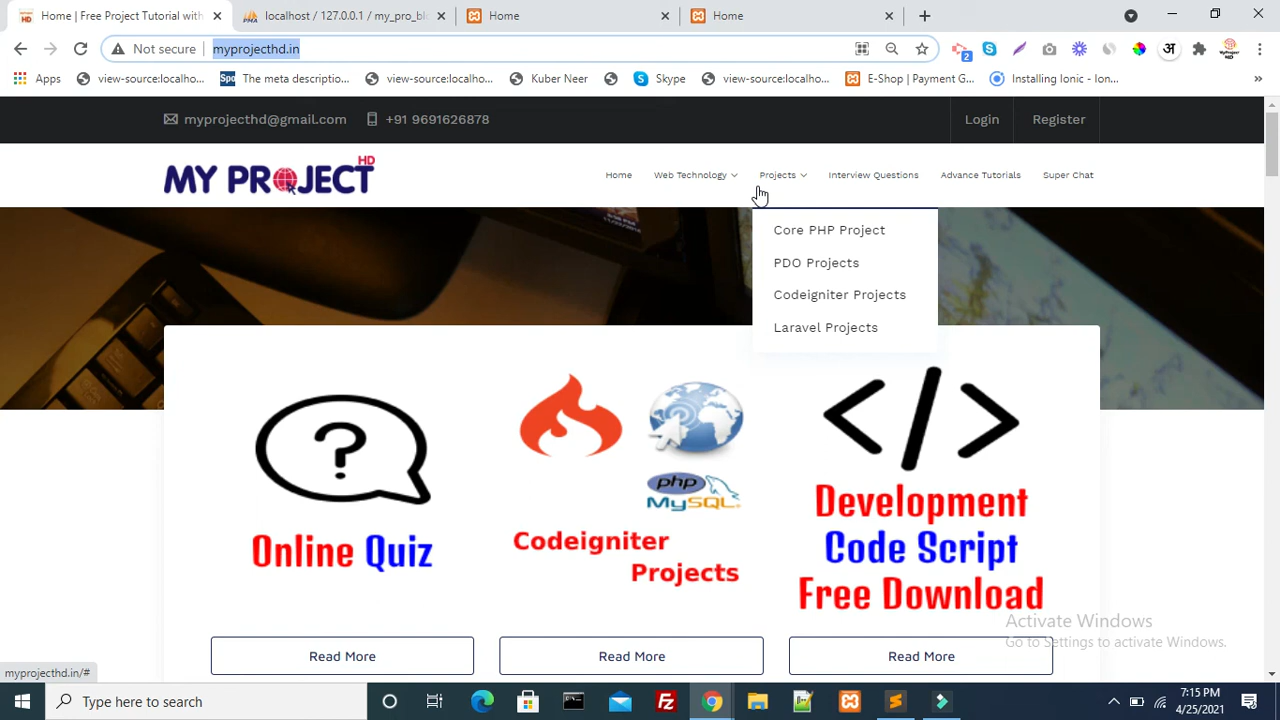 Home | Free Project Tutorial with
localhost / 127.0.0.1 / my_pro_bl
Home
Home
Not secure
myprojecthd.in
2
अ
Apps
view-source:localho...
Spo
The meta descriptio...
view-source:localho...
Kuber Neer
Skype
view-source:localho...
E-Shop | Payment G...
Installing Ionic - Ion...
»
myprojecthd@gmail.com
+91 9691626878
Login
Register
MY PROJECT HD
Home
Web Technology
Projects
Interview Questions
Advance Tutorials
Super Chat
Core PHP Project
PDO Projects
Codeigniter Projects
Laravel Projects
?
Online Quiz
php
MySQL
Codeigniter
Projects
</>
Development
Code Script
Free Download
Activate Windows
Go to Settings to activate Windows.
Read More
Read More
Read More
myprojecthd.in/#
Type here to search
7:15 PM
4/25/2021